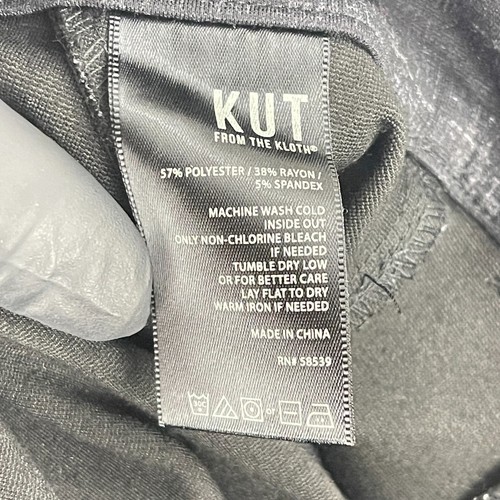 KUT
FROM THE KLOTH®
57% POLYESTER / 38% RAYON /
5% SPANDEX
MACHINE WASH COLD
INSIDE OUT
ONLY NON-CHLORINE BLEACH
IF NEEDED
TUMBLE DRY LOW
OR FOR BETTER CARE
LAY FLAT TO DRY
WARM IRON IF NEEDED
MADE IN CHINA
RN# 58539
or